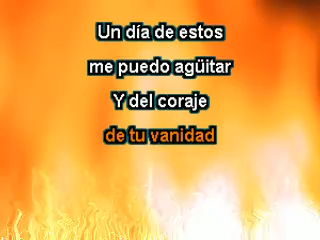 Un día de estos
me puedo agüitar
Y del coraje
de tu vanidad